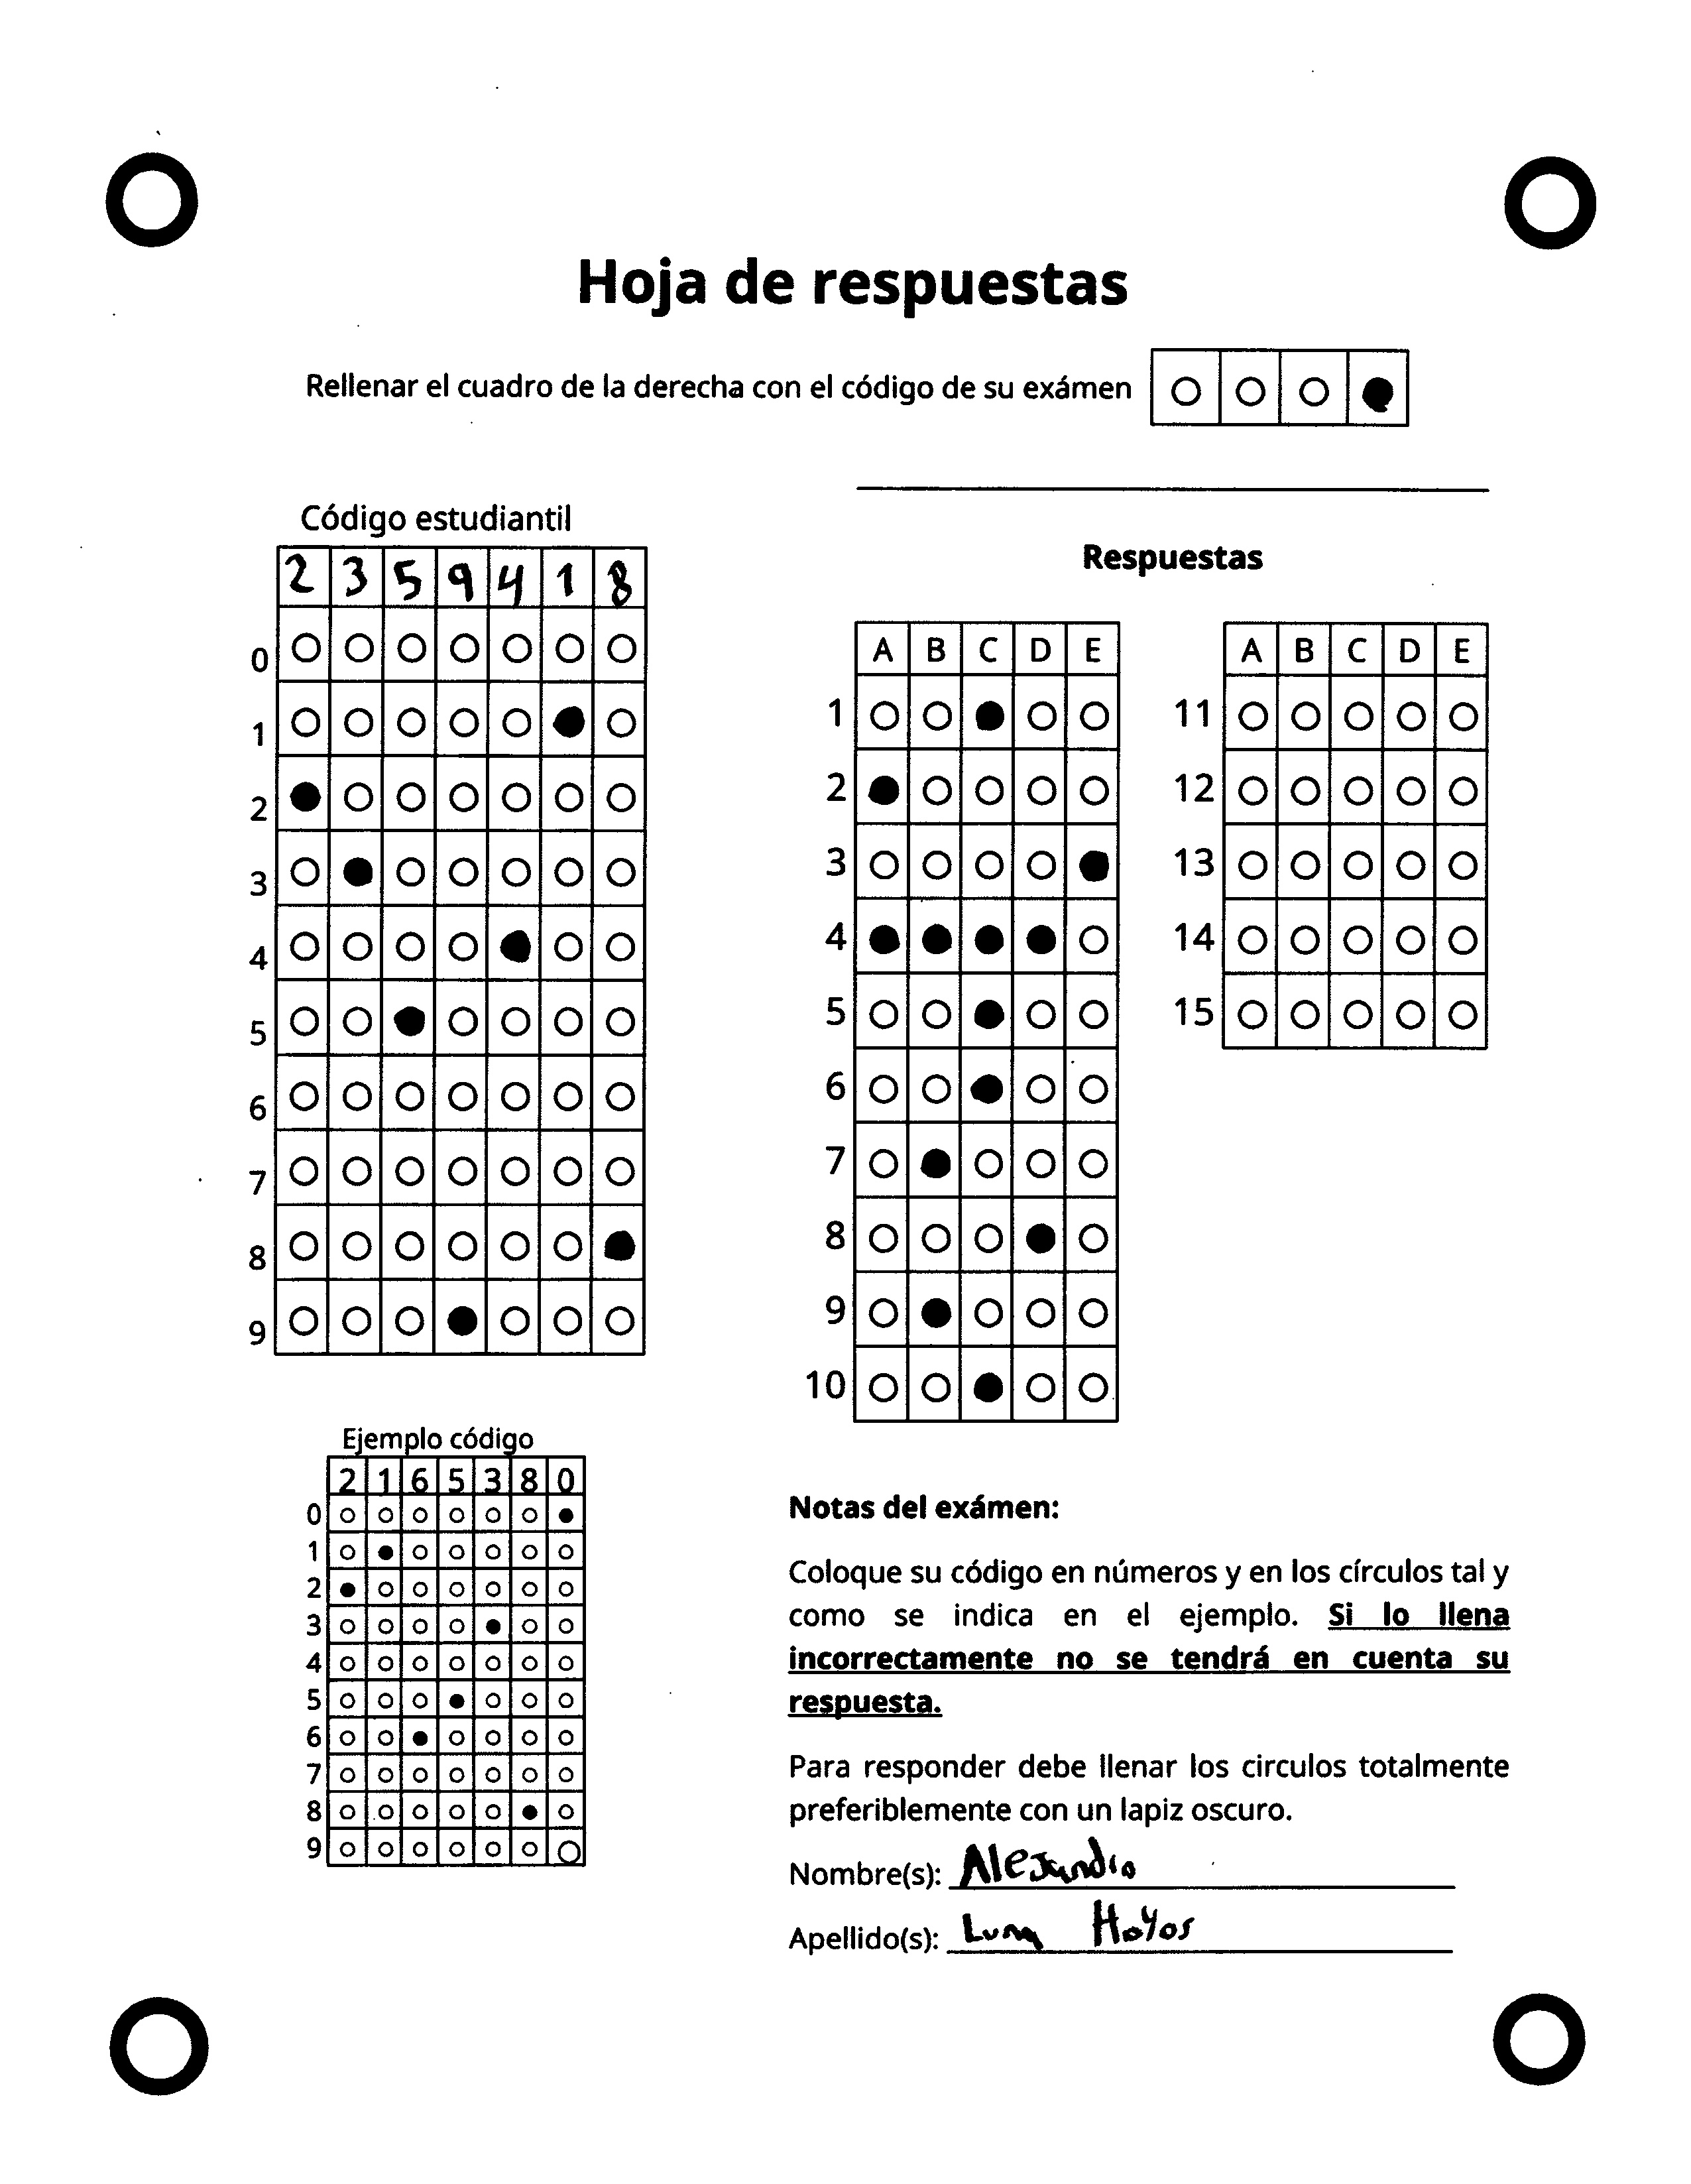 Hoja de respuestas
Rellenar el cuadro de la derecha con el código de su exámen
Código estudiantil
2 3 5 9 4 1 8
0
1
2
3
4
5
6
7
8
9
Respuestas
A B C D E
1
2
3
4
5
6
7
8
9
10
A B C D E
11
12
13
14
15
Ejemplo código
2 1 6 5 3 8 0
0
1
2
3
4
5
6
7
8
9
Notas del exámen:
Coloque su código en números y en los círculos tal y
como se indica en el ejemplo. Si lo llena
incorrectamente no se tendrá en cuenta su
respuesta.
Para responder debe llenar los circulos totalmente
preferiblemente con un lapiz oscuro.
Nombre(s): Alejandro
Apellido(s): Luna Hoyos